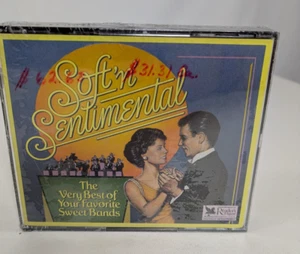 Soft 'n
Sentimental
The
Very Best of
Your Favorite
Sweet Bands